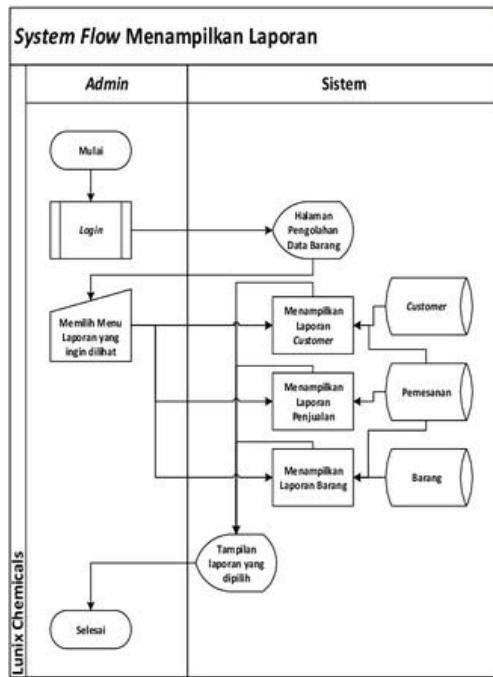 System Flow Menampilkan Laporan
Lunix Chemicals
Admin
Sistem
Mulai
Login
Halaman
Pengolahan
Data Barang
Memilih Menu
Laporan yang
ingin dilihat
Menampilkan
Laporan
Customer
Customer
Menampilkan
Laporan
Penjualan
Pemesanan
Menampilkan
Laporan Barang
Barang
Tampilan
laporan yang
dipilih
Selesai